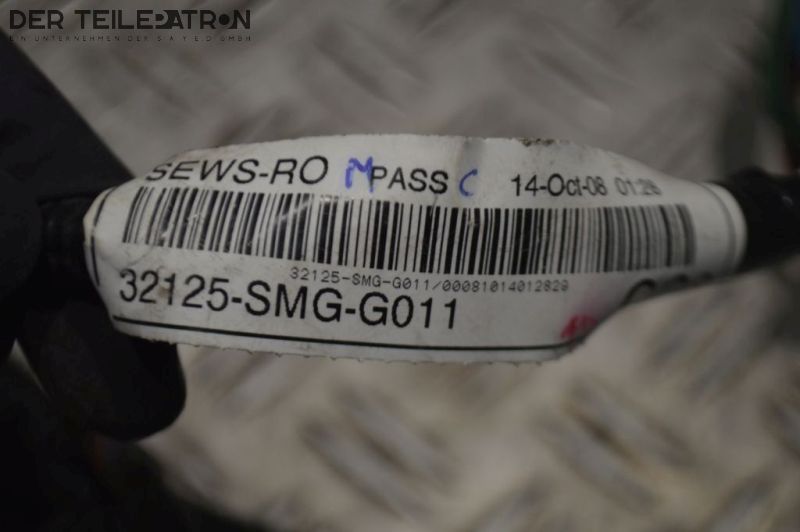 DER TEILEPATRON
EIN UNTERNEHMEN DER S A Y E D GMBH
SEWS-RO M PASS C 14-Oct-08 01:28
32125-SMG-G011/00081014012829
32125-SMG-G011